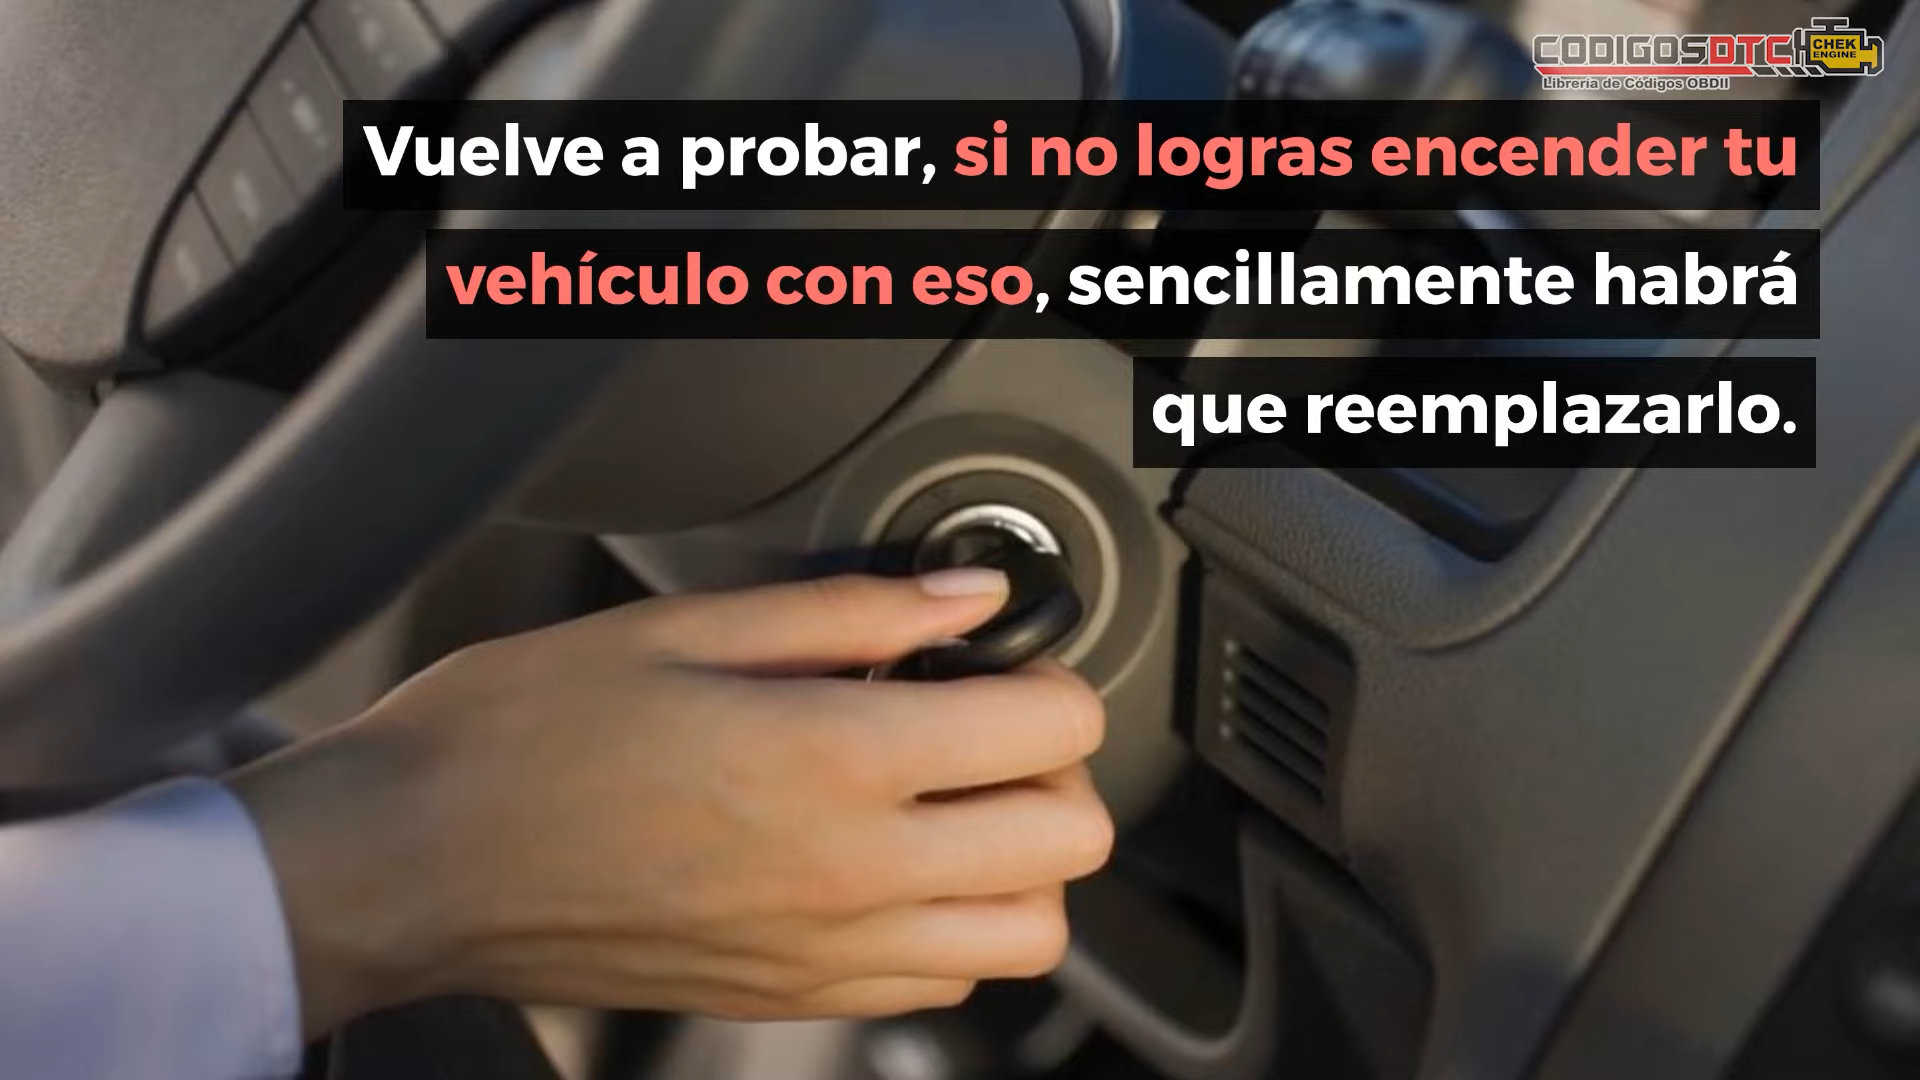 CODIGOSDTC
CHEK
ENGINE
Librería de Códigos OBDII
Vuelve a probar, si no logras encender tu
vehículo con eso, sencillamente habrá
que reemplazarlo.